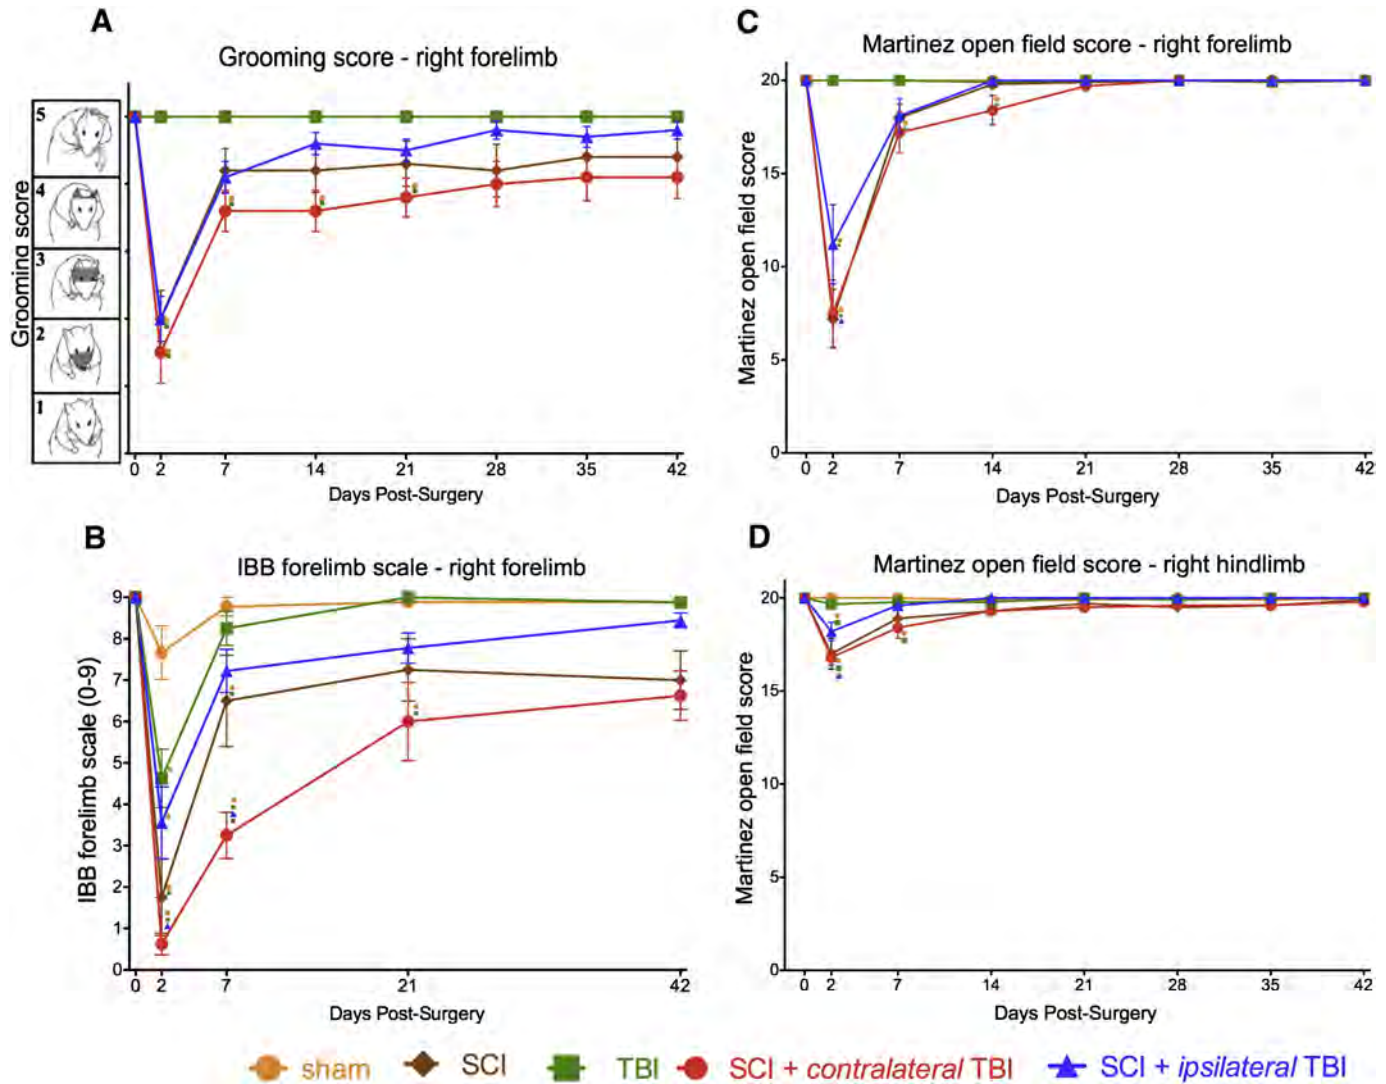 A
Grooming score - right forelimb
Grooming score
5
4
3
2
1
0 2 7 14 21 28 35 42
Days Post-Surgery
C
Martinez open field score - right forelimb
Martinez open field score
20
15
10
5
0
0 2 7 14 21 28 35 42
Days Post-Surgery
B
IBB forelimb scale - right forelimb
IBB forelimb scale (0-9)
9
8
7
6
5
4
3
2
1
0
0 2 7 21 42
Days Post-Surgery
D
Martinez open field score - right hindlimb
Martinez open field score
20
15
10
5
0
0 2 7 14 21 28 35 42
Days Post-Surgery
sham SCI TBI SCI + contralateral TBI SCI + ipsilateral TBI